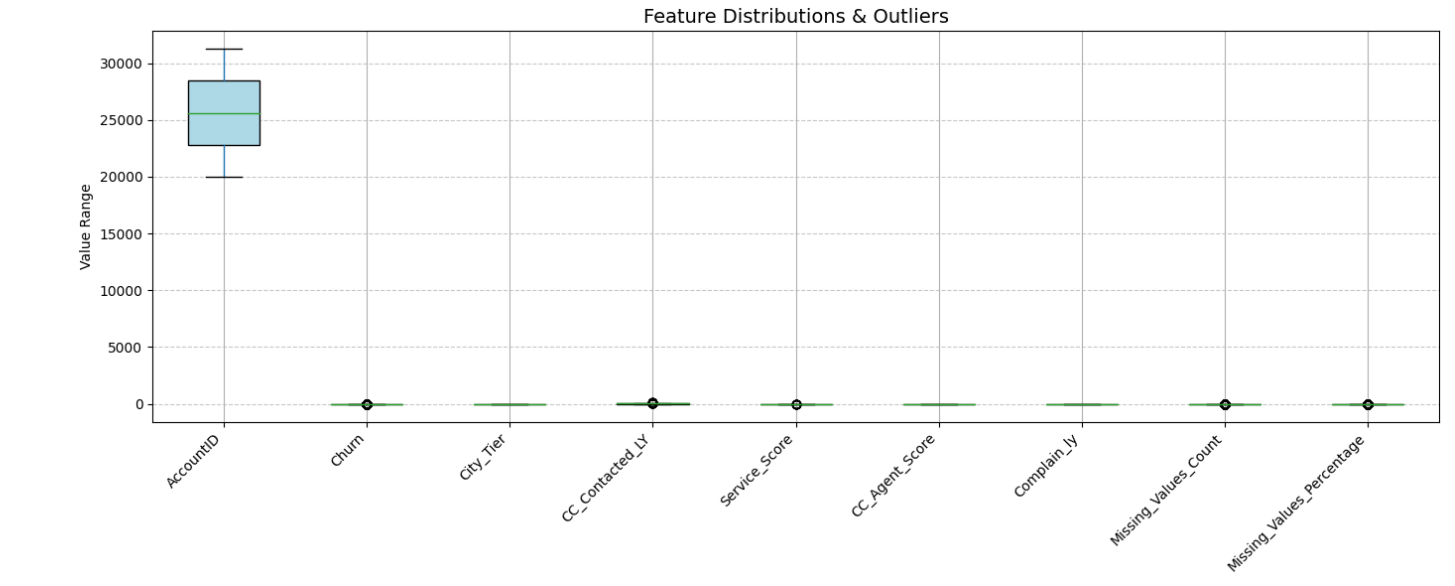 Feature Distributions & Outliers
Value Range
30000
25000
20000
15000
10000
5000
0
AccountID
Churn
City_Tier
CC_Contacted_LY
Service_Score
CC_Agent_Score
Complain_ly
Missing_Values_Count
Missing_Values_Percentage